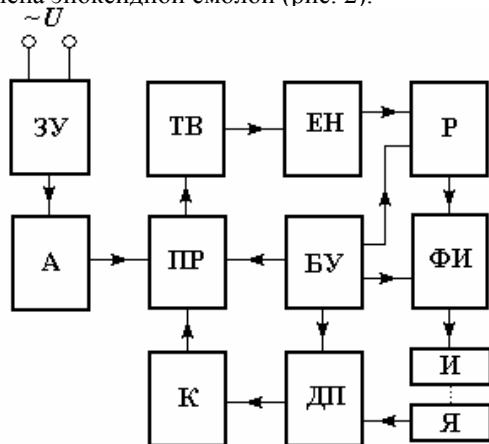 эпоксидной смолой (рис. 2).
~U
ЗУ ТВ ЕН Р
А ПР БУ ФИ
И
К ДП
Я